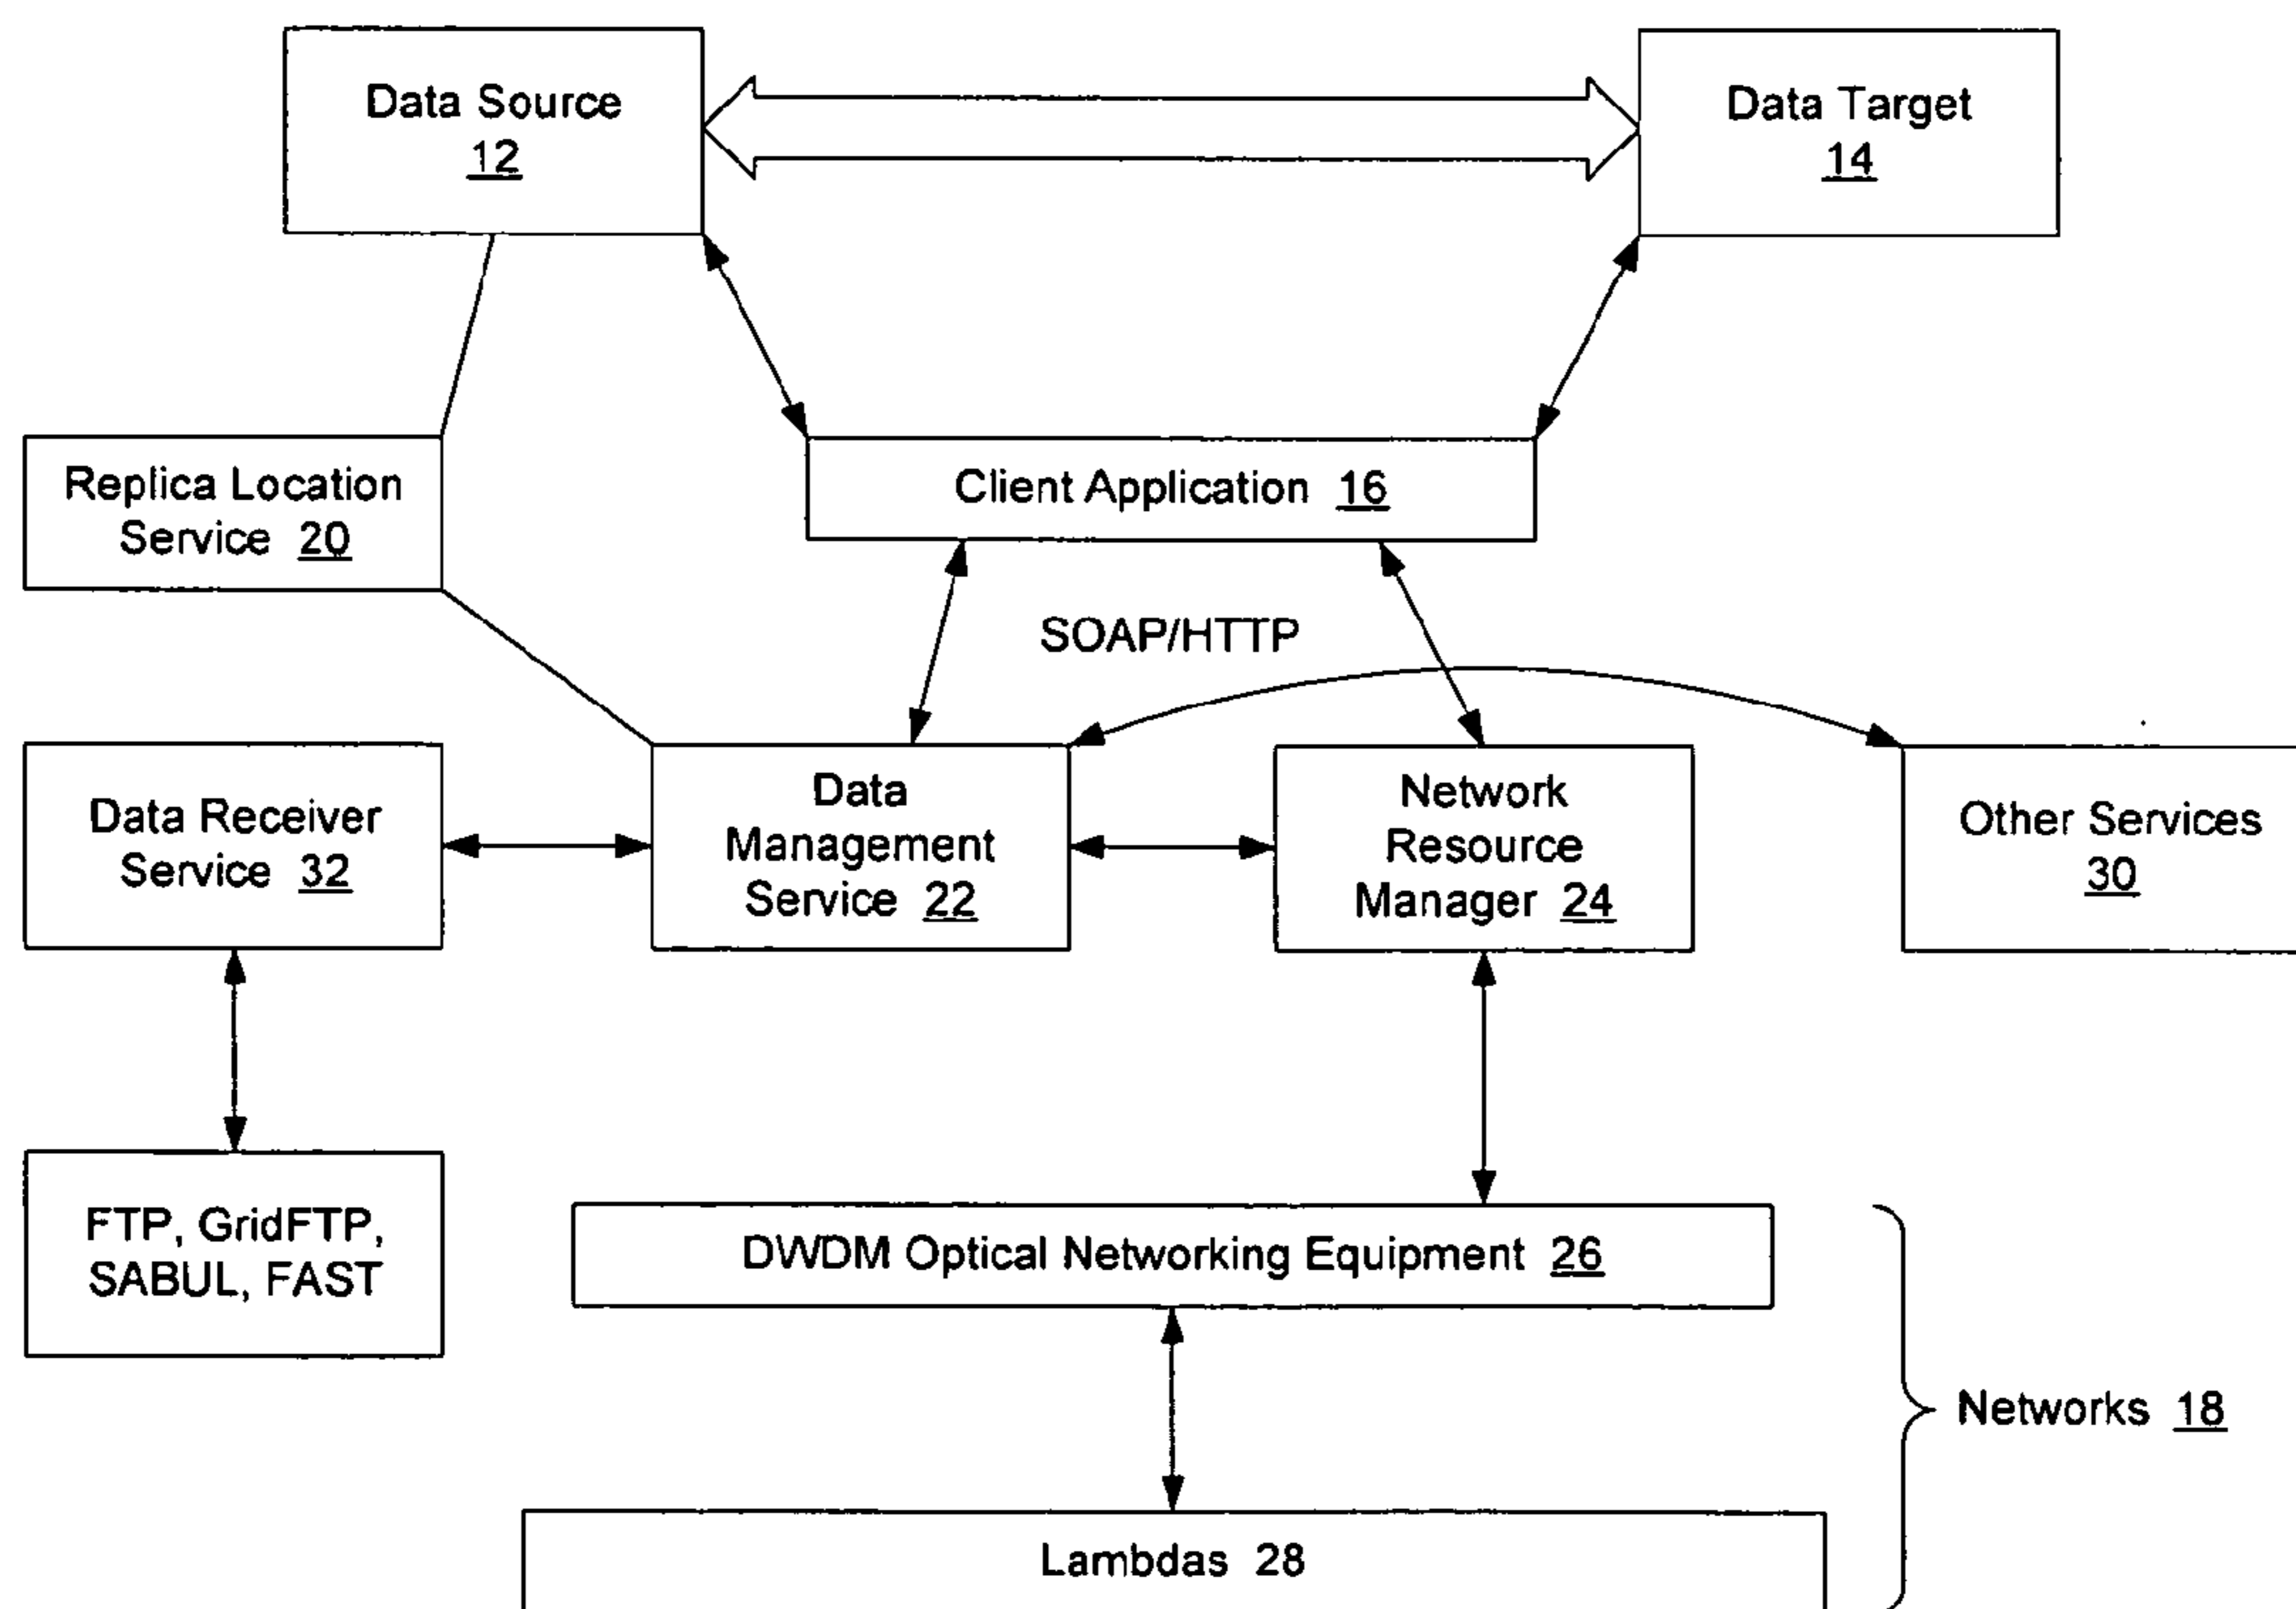 Data Source
12
Data Target
14
Replica Location
Service 20
Client Application 16
SOAP/HTTP
Data Receiver
Service 32
Data
Management
Service 22
Network
Resource
Manager 24
Other Services
30
FTP, GridFTP,
SABUL, FAST
DWDM Optical Networking Equipment 26
Networks 18
Lambdas 28